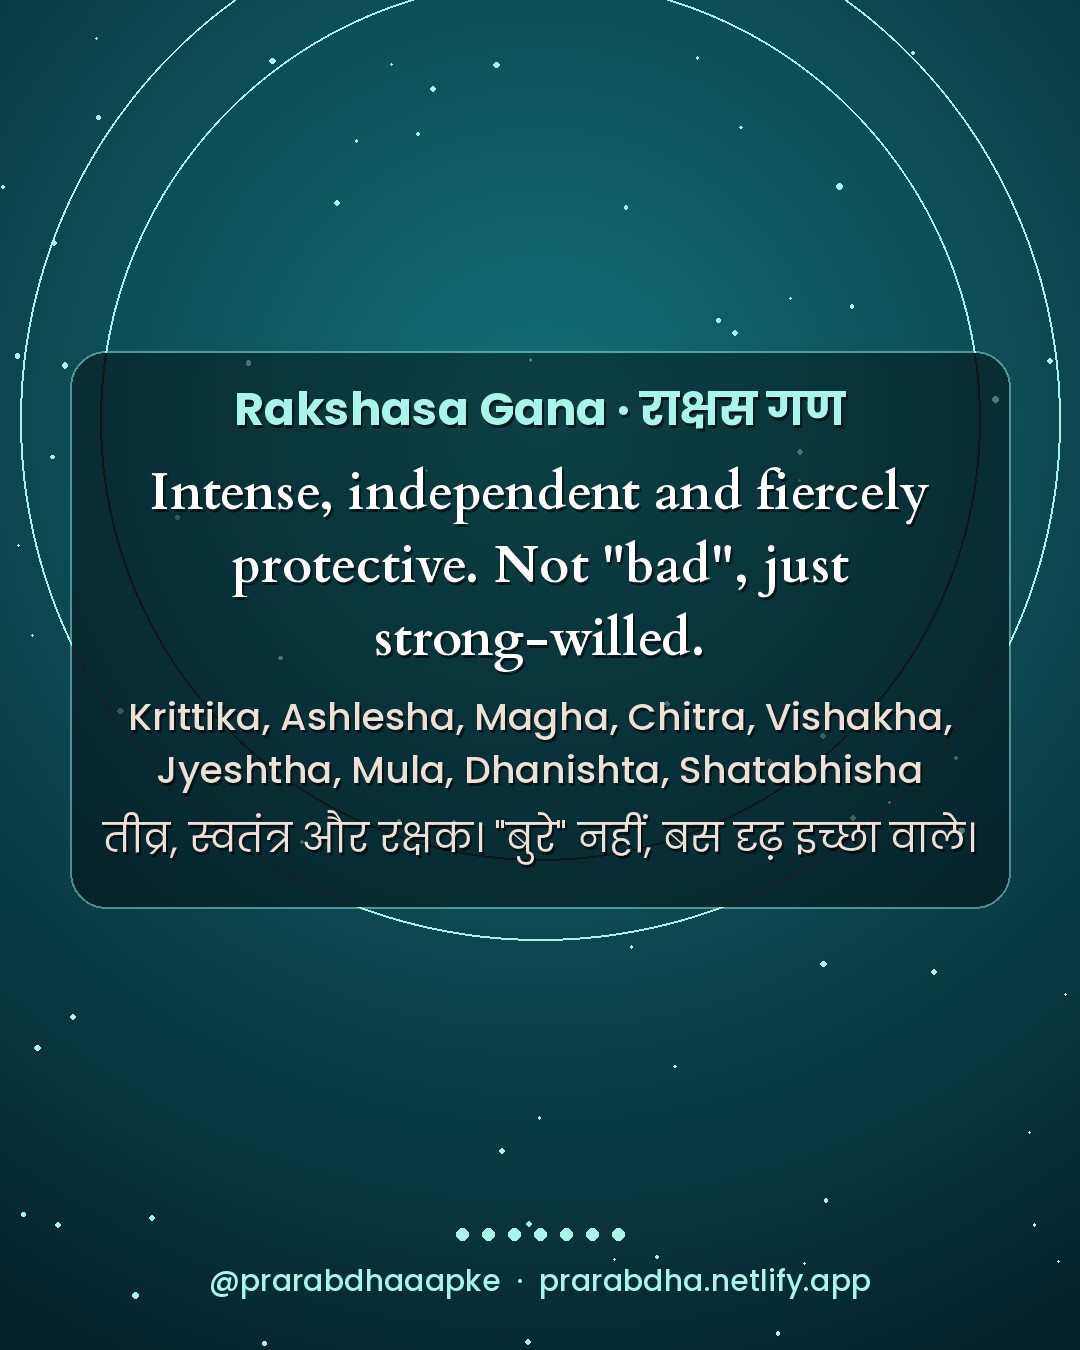 Rakshasa Gana · राक्षस गण
Intense, independent and fiercely
protective. Not "bad", just
strong-willed.
Krittika, Ashlesha, Magha, Chitra, Vishakha,
Jyeshtha, Mula, Dhanishta, Shatabhisha
तीव्र, स्वतंत्र और रक्षक। "बुरे" नहीं, बस दृढ़ इच्छा वाले।
@prarabdhaaapke · prarabdha.netlify.app